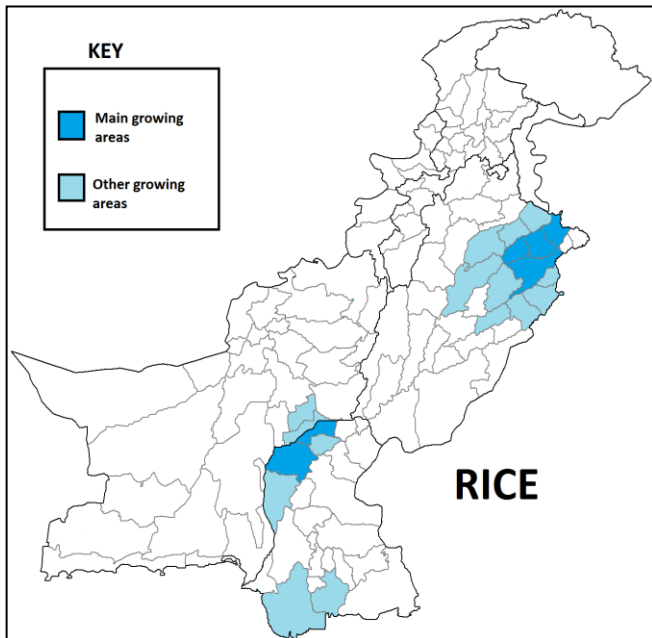 KEY
Main growing
areas
Other growing
areas
RICE